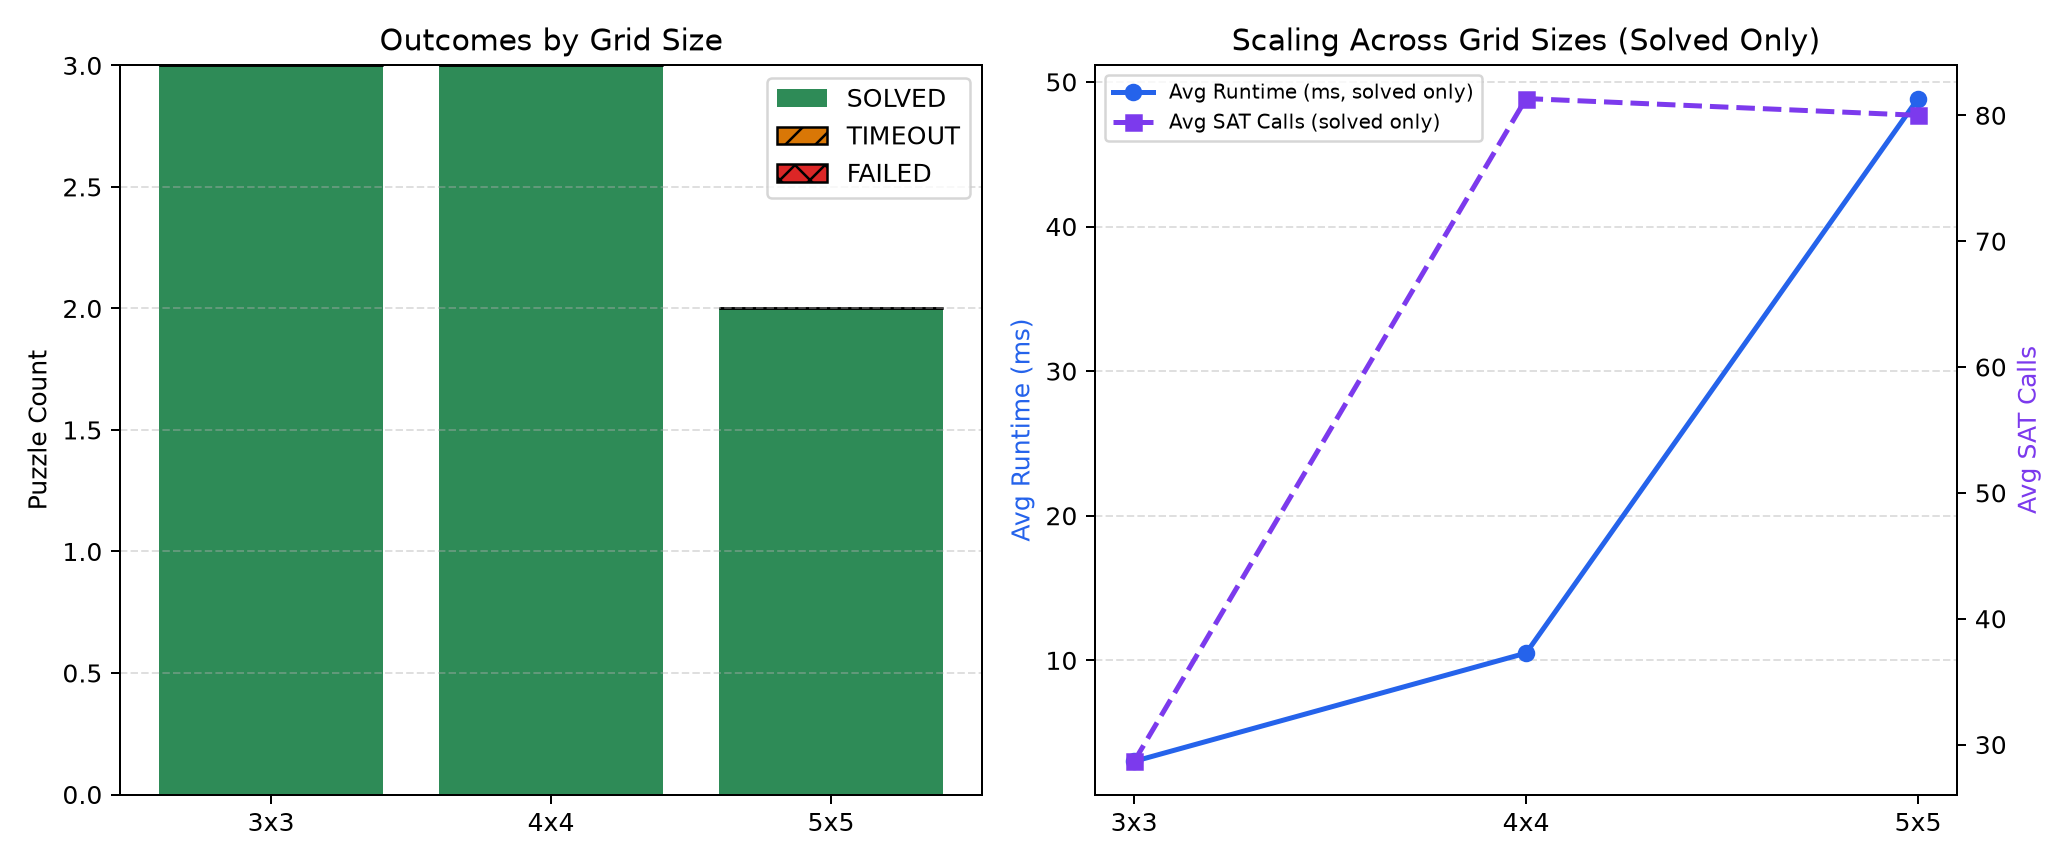 Outcomes by Grid Size
3.0
2.5
2.0
1.5
1.0
0.5
0.0
Puzzle Count
3x3
4x4
5x5
SOLVED
TIMEOUT
FAILED
Scaling Across Grid Sizes (Solved Only)
50
40
30
20
10
Avg Runtime (ms)
Avg Runtime (ms, solved only)
Avg SAT Calls (solved only)
3x3
4x4
5x5
80
70
60
50
40
30
Avg SAT Calls